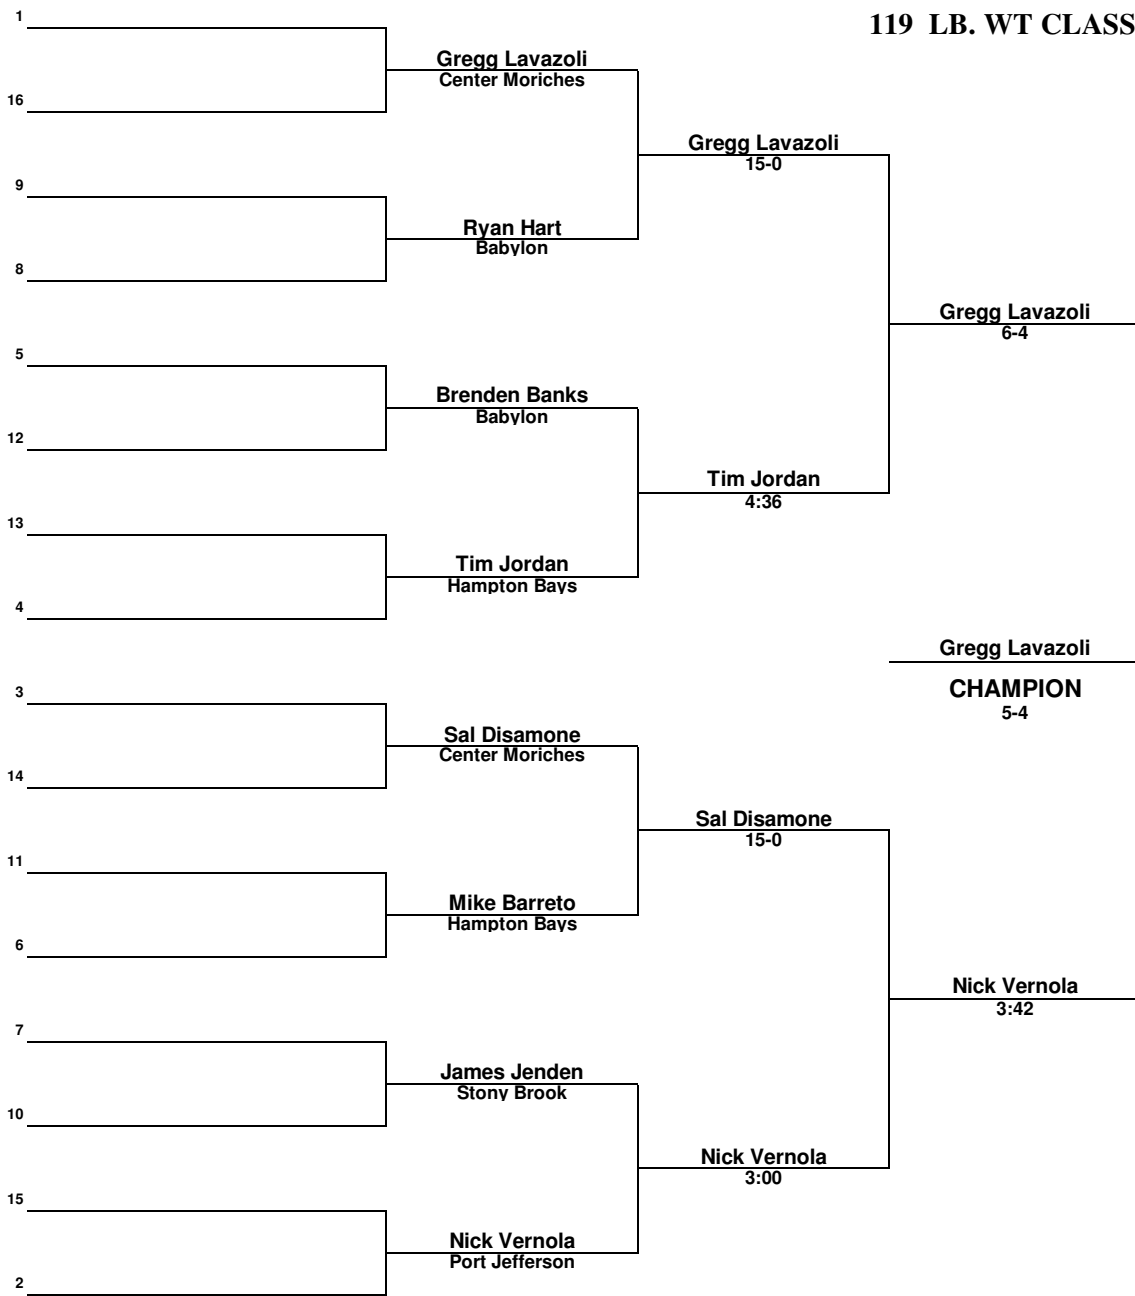 119 LB. WT CLASS
1
Gregg Lavazoli
Center Moriches
16
Gregg Lavazoli
15-0
9
Ryan Hart
Babylon
8
Gregg Lavazoli
6-4
5
Brenden Banks
Babylon
12
Tim Jordan
4:36
13
Tim Jordan
Hampton Bays
4
Gregg Lavazoli
CHAMPION
5-4
3
Sal Disamone
Center Moriches
14
Sal Disamone
15-0
11
Mike Barreto
Hampton Bays
6
Nick Vernola
3:42
7
James Jenden
Stony Brook
10
Nick Vernola
3:00
15
Nick Vernola
Port Jefferson
2